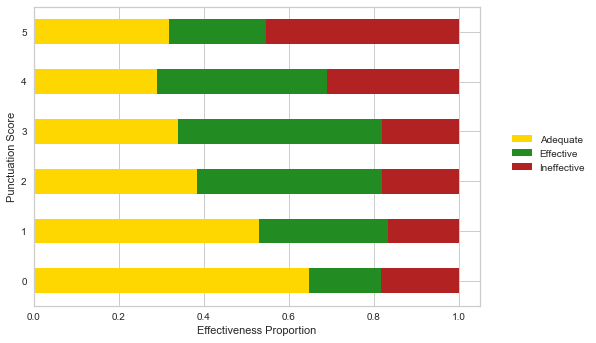 5
4
3
2
1
0
Punctuation Score
0.0 0.2 0.4 0.6 0.8 1.0
Effectiveness Proportion
Adequate
Effective
Ineffective